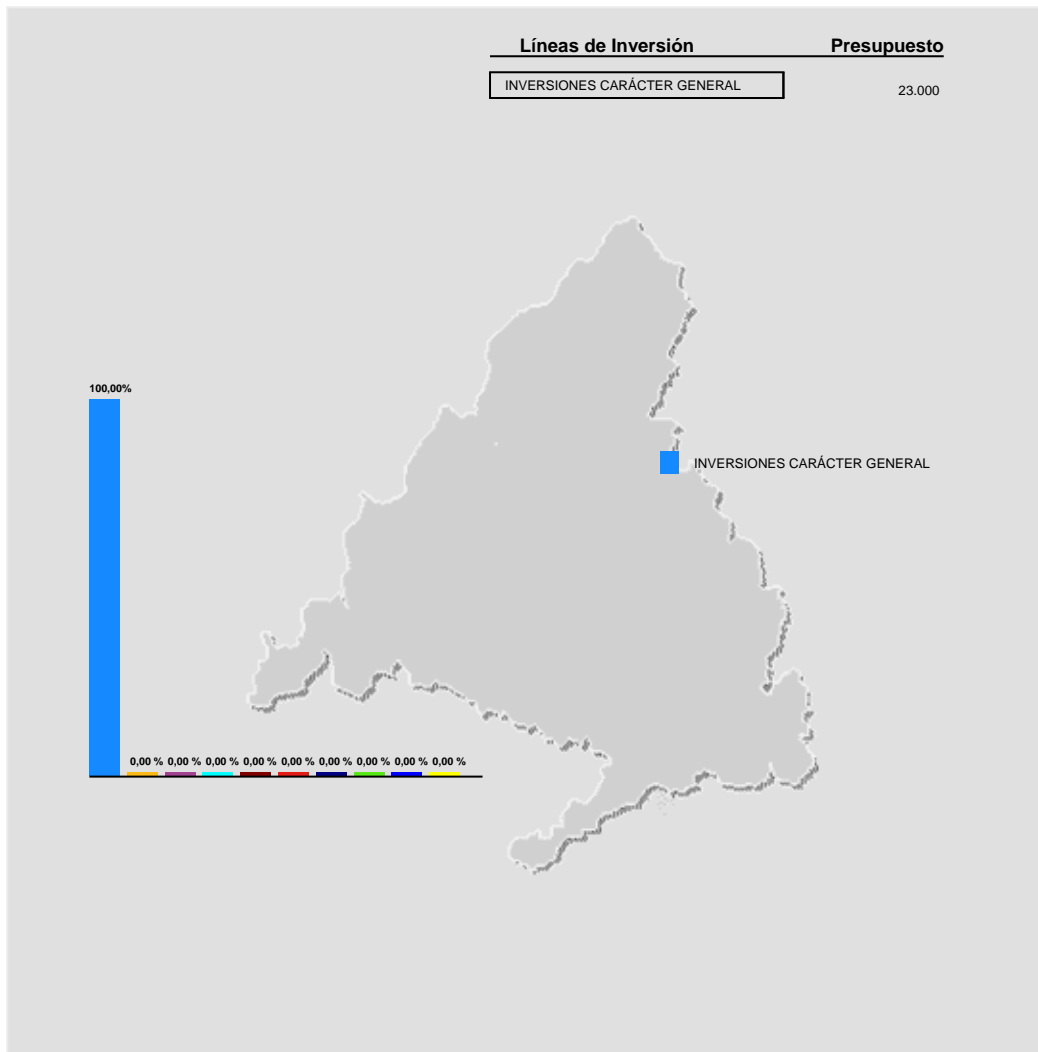 Líneas de Inversión Presupuesto
INVERSIONES CARÁCTER GENERAL 23.000
100,00%
INVERSIONES CARÁCTER GENERAL
0,00 % 0,00 % 0,00 % 0,00 % 0,00 % 0,00 % 0,00 % 0,00 % 0,00 %